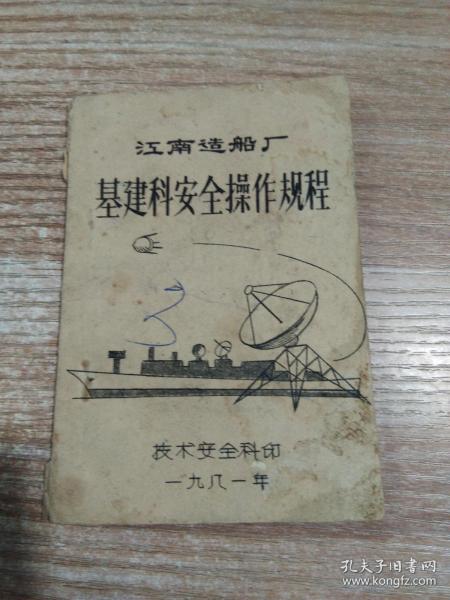 江南造船厂
基建科安全操作规程
技术安全科印
一九八一年
孔夫子旧书网
www.kongfz.com